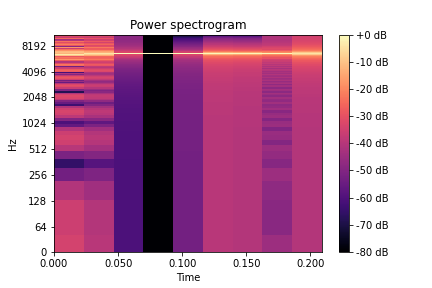 Power spectrogram
8192
4096
2048
1024
512
256
128
64
0
Hz
0.000 0.050 0.100 0.150 0.200
Time
+0 dB
-10 dB
-20 dB
-30 dB
-40 dB
-50 dB
-60 dB
-70 dB
-80 dB